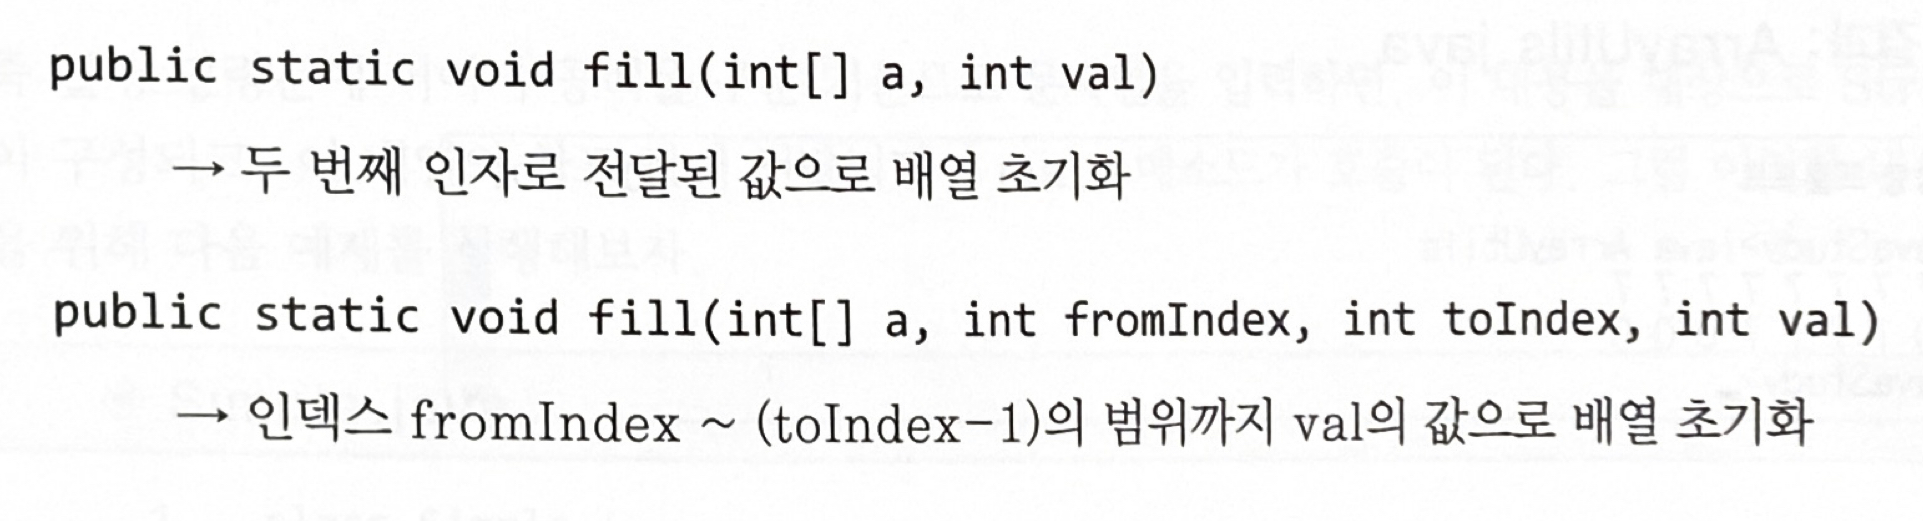 public static void fill(int[] a, int val)
→ 두 번째 인자로 전달된 값으로 배열 초기화
public static void fill(int[] a, int fromIndex, int toIndex, int val)
→ 인덱스 fromIndex ~ (toIndex-1)의 범위까지 val의 값으로 배열 초기화